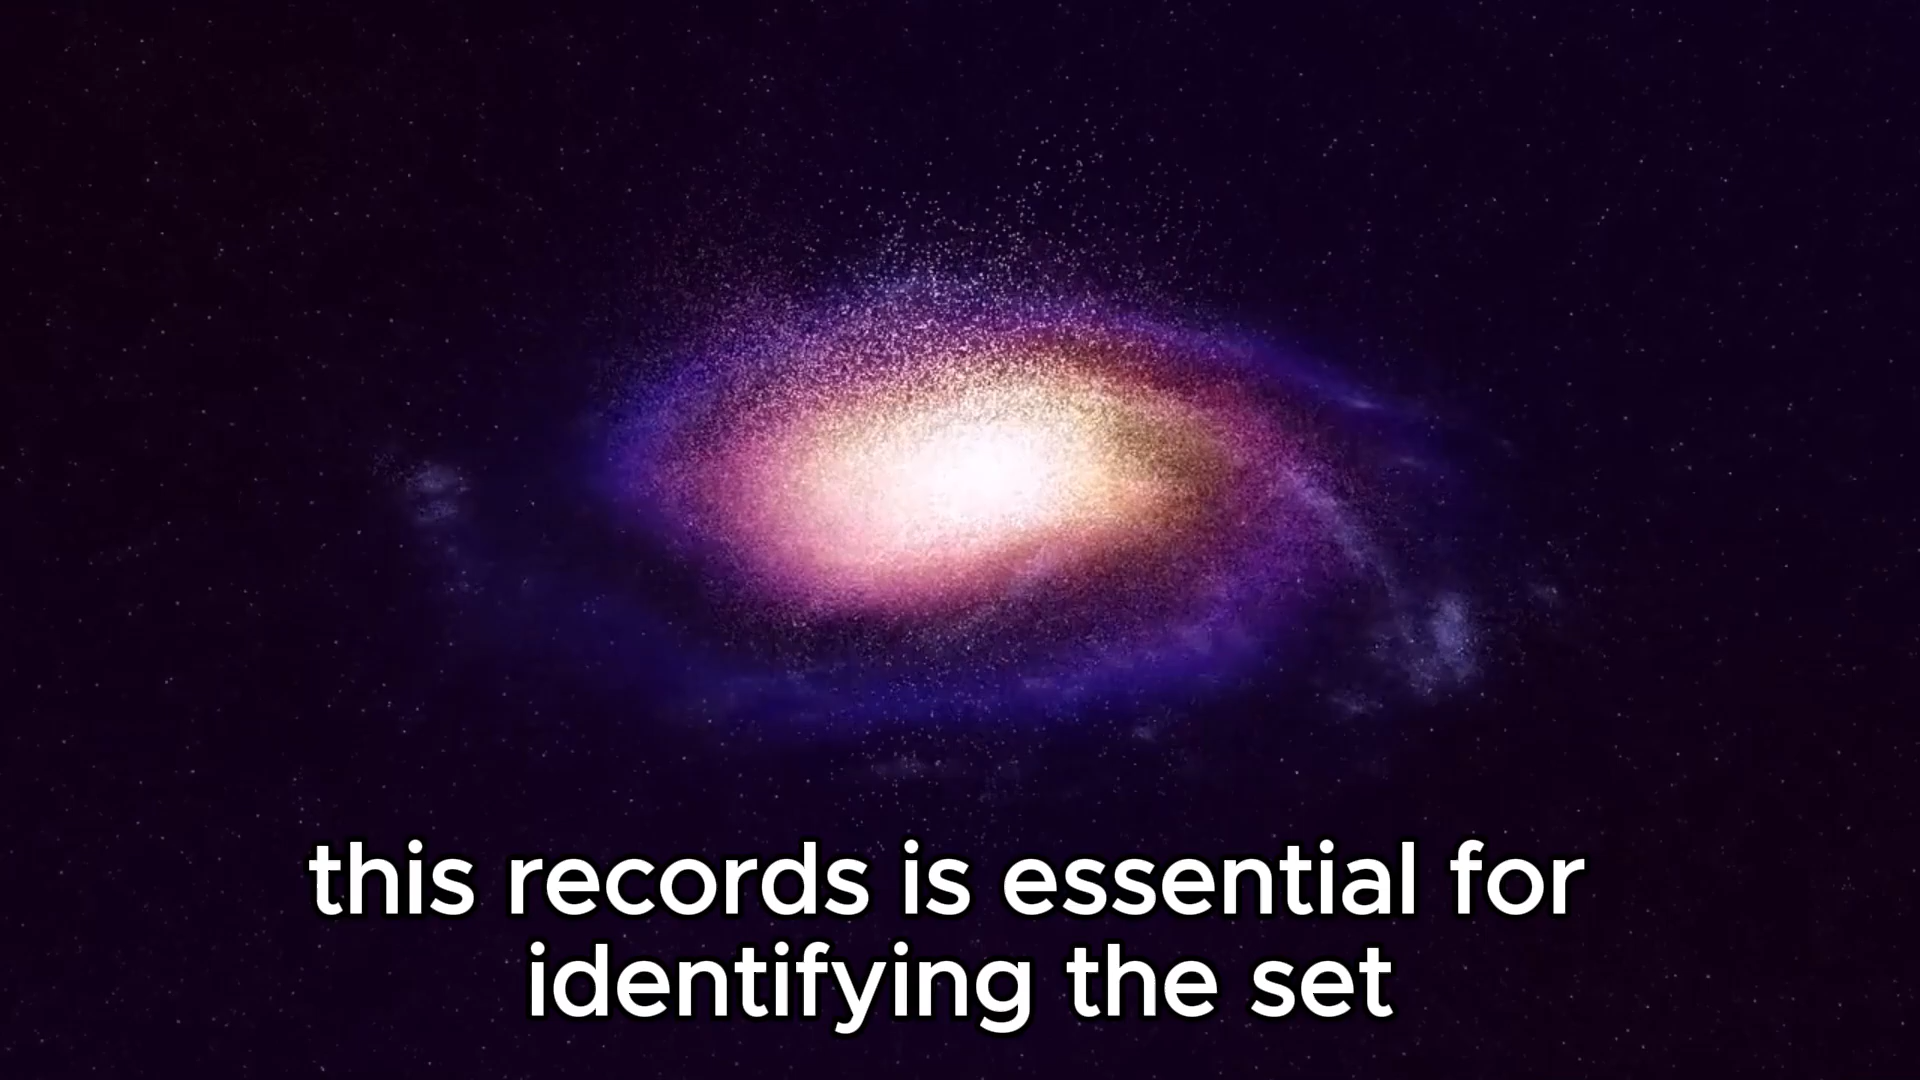 this records is essential for
identifying the set